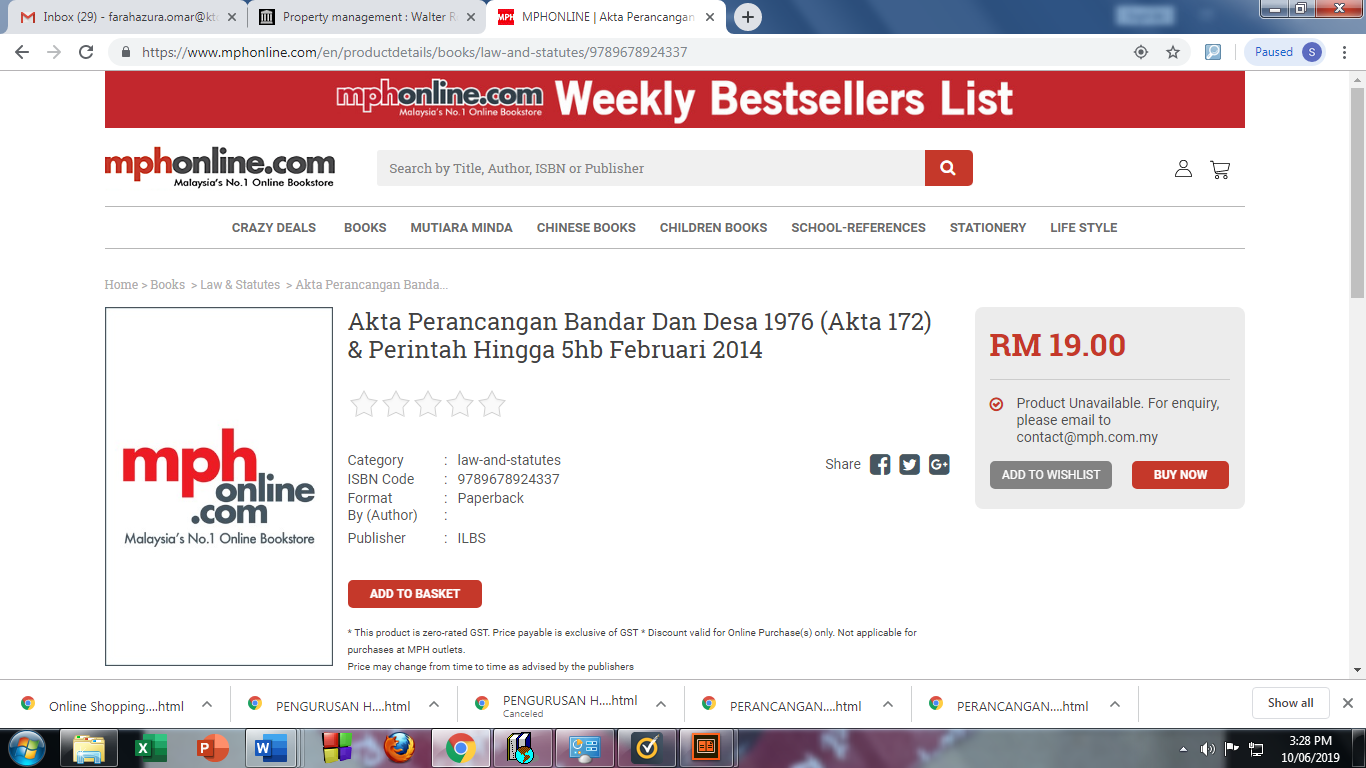 Inbox (29) - farahazura.omar@kt
Property management : Walter R
MPH
MPHONLINE | Akta Perancangan
https://www.mphonline.com/en/productdetails/books/law-and-statutes/9789678924337
Paused
S
mphonline.com
Malaysia's No.1 Online Bookstore
Weekly Bestsellers List
mphonline.com
Malaysia's No.1 Online Bookstore
Search by Title, Author, ISBN or Publisher
CRAZY DEALS BOOKS MUTIARA MINDA CHINESE BOOKS CHILDREN BOOKS SCHOOL-REFERENCES STATIONERY LIFE STYLE
Home > Books > Law & Statutes > Akta Perancangan Banda...
mph
online
.com
Malaysia's No.1 Online Bookstore
Akta Perancangan Bandar Dan Desa 1976 (Akta 172)
& Perintah Hingga 5hb Februari 2014
Category : law-and-statutes
ISBN Code : 9789678924337
Format : Paperback
By (Author) :
Publisher : ILBS
Share
ADD TO BASKET
* This product is zero-rated GST. Price payable is exclusive of GST * Discount valid for Online Purchase(s) only. Not applicable for
purchases at MPH outlets.
Price may change from time to time as advised by the publishers
RM 19.00
Product Unavailable. For enquiry,
please email to
contact@mph.com.my
ADD TO WISHLIST
BUY NOW
Online Shopping....html
PENGURUSAN H....html
PENGURUSAN H....html
Canceled
PERANCANGAN....html
PERANCANGAN....html
Show all
3:28 PM
10/06/2019